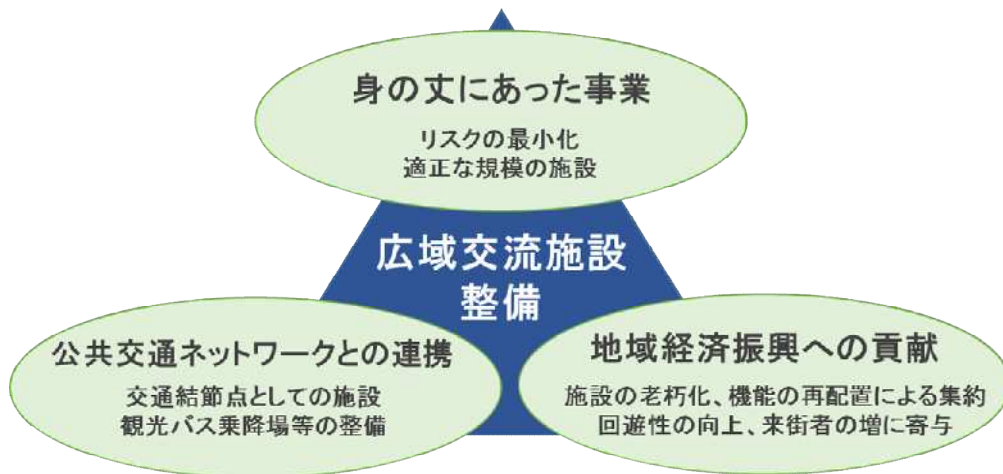 身の丈にあった事業
リスクの最小化
適正な規模の施設
広域交流施設
整備
公共交通ネットワークとの連携
交通結節点としての施設
観光バス乗降場等の整備
地域経済振興への貢献
施設の老朽化、機能の再配置による集約
回遊性の向上、来街者の増に寄与